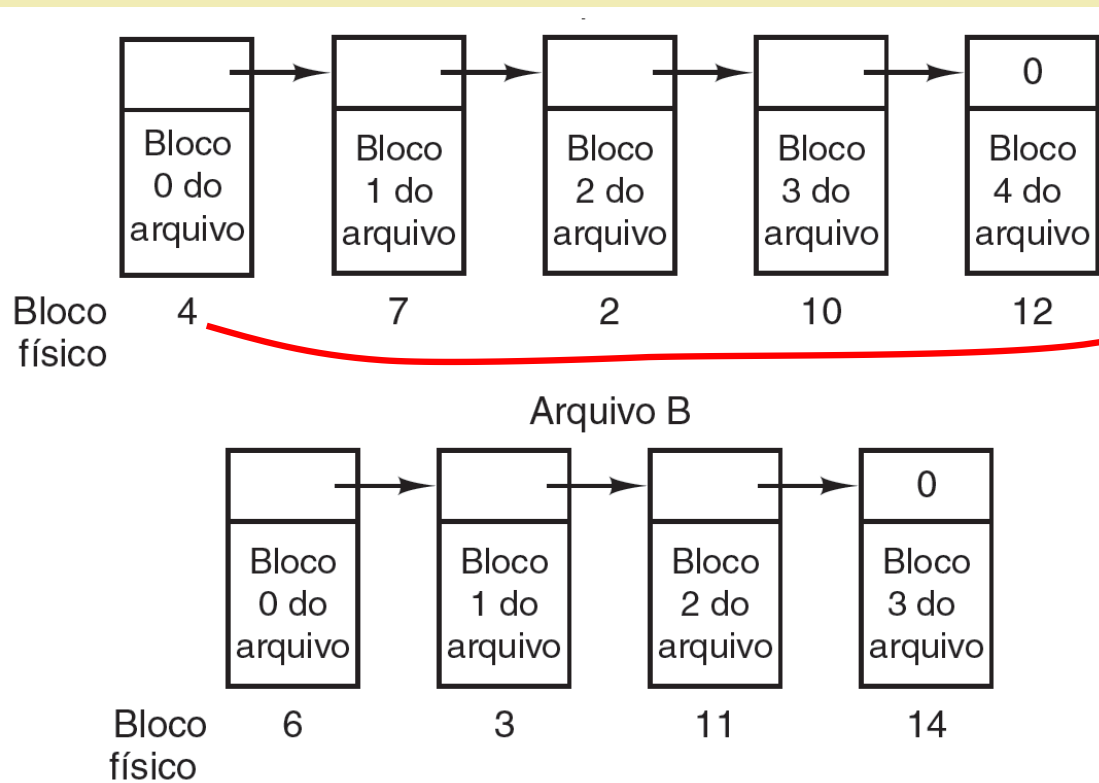 0
Bloco Bloco Bloco Bloco Bloco
0 do 1 do 2 do 3 do 4 do
arquivo arquivo arquivo arquivo arquivo
Bloco 4 7 2 10 12
físico
Arquivo B
0
Bloco Bloco Bloco Bloco
0 do 1 do 2 do 3 do
arquivo arquivo arquivo arquivo
Bloco 6 3 11 14
físico